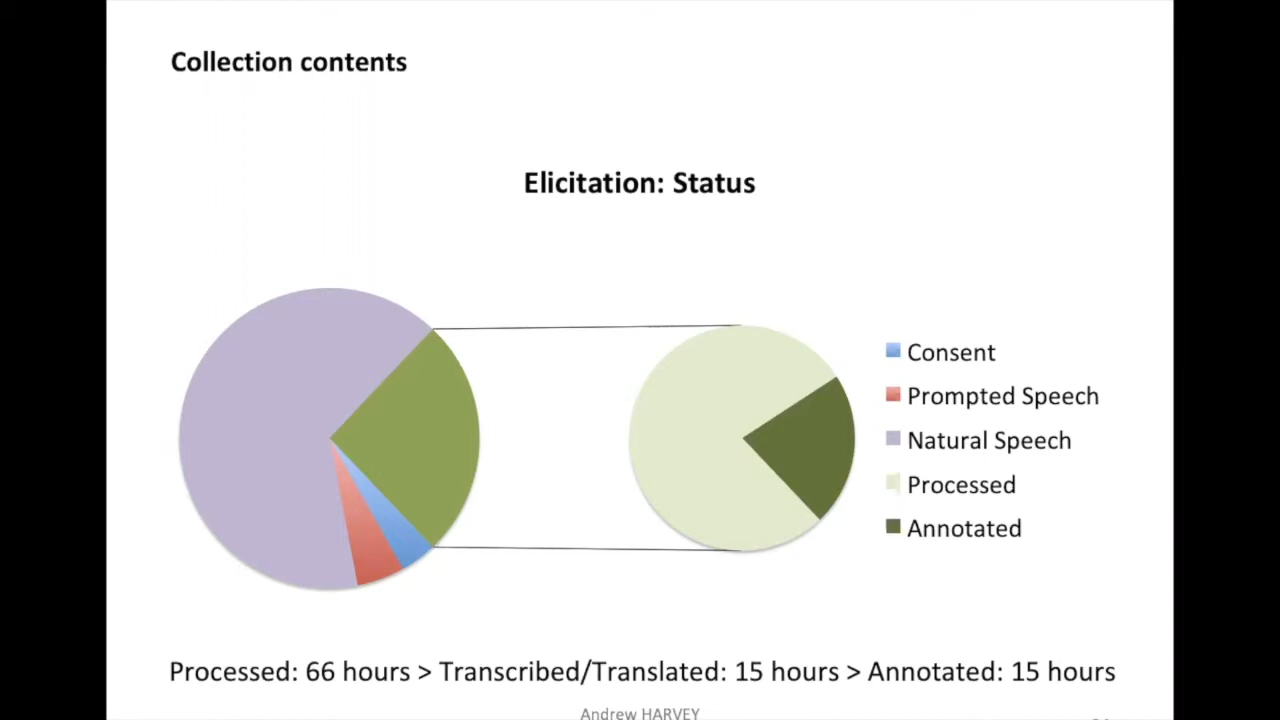 Collection contents
Elicitation: Status
Consent
Prompted Speech
Natural Speech
Processed
Annotated
Processed: 66 hours > Transcribed/Translated: 15 hours > Annotated: 15 hours
Andrew HARVEY